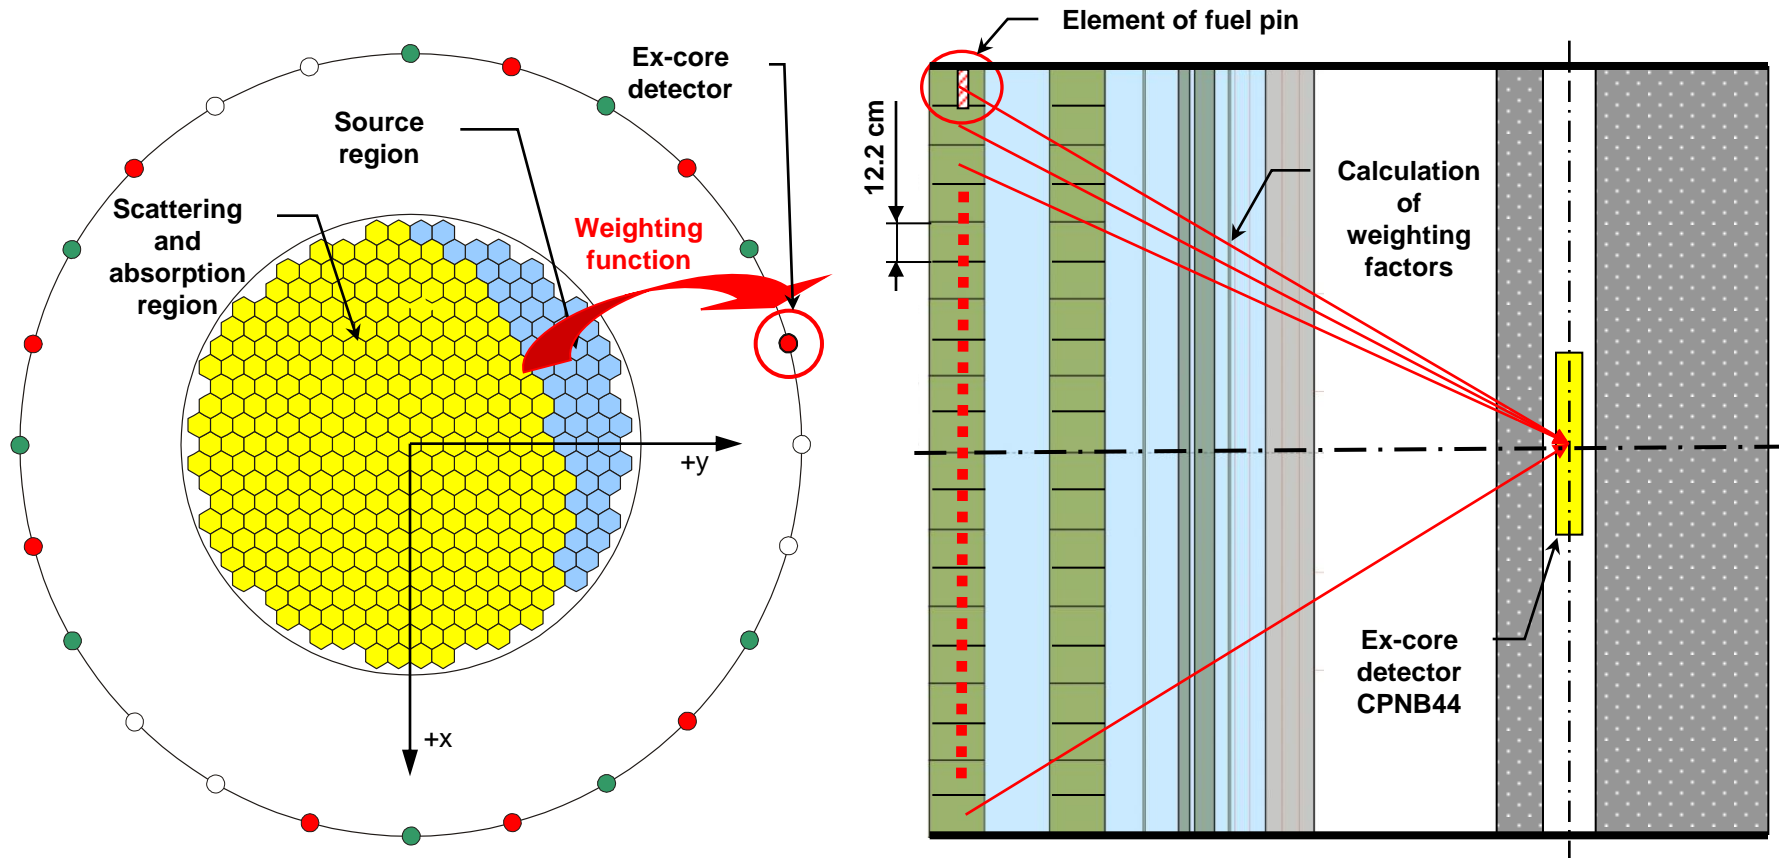 Ex-core
detector
Source
region
Scattering
and
absorption
region
Weighting
function
+y
+x
Element of fuel pin
12.2 cm
Calculation
of
weighting
factors
Ex-core
detector
CPNB44